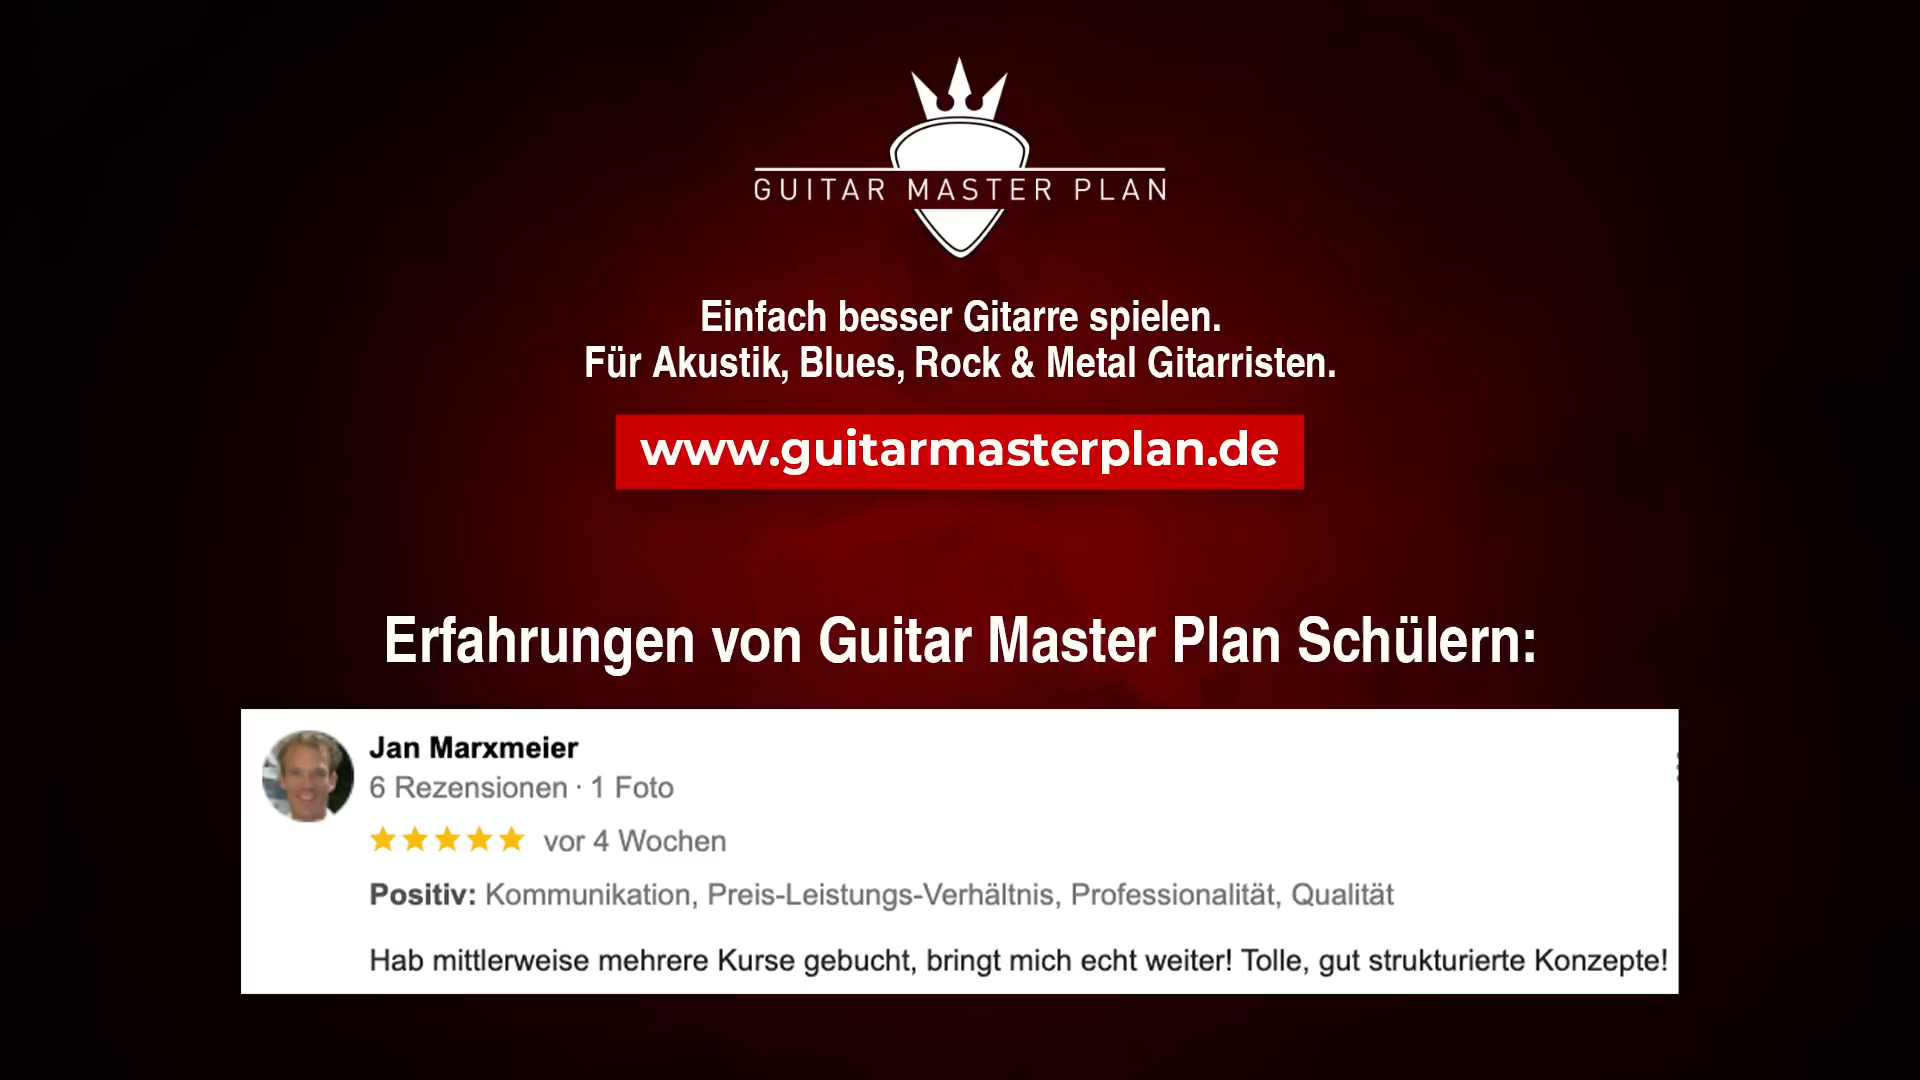 GUITAR MASTER PLAN
Einfach besser Gitarre spielen.
Für Akustik, Blues, Rock & Metal Gitarristen.
www.guitarmasterplan.de
Erfahrungen von Guitar Master Plan Schülern:
Jan Marxmeier
6 Rezensionen · 1 Foto
vor 4 Wochen
Positiv: Kommunikation, Preis-Leistungs-Verhältnis, Professionalität, Qualität
Hab mittlerweise mehrere Kurse gebucht, bringt mich echt weiter! Tolle, gut strukturierte Konzepte!